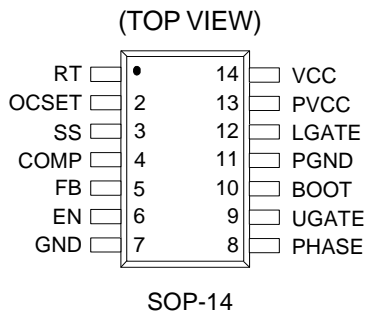 (TOP VIEW)
RT 14 VCC
OCSET 2 13 PVCC
SS 3 12 LGATE
COMP 4 11 PGND
FB 5 10 BOOT
EN 6 9 UGATE
GND 7 8 PHASE
SOP-14